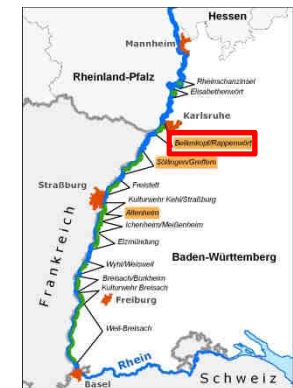 Hessen
Mannheim
Rheinland-Pfalz
Rheinschanzinsel
Elisabethenwört
Karlsruhe
Bellenkopf/Rappenwört
Söllingen/Greffern
Freistett
Straßburg
Kulturwehr Kehl/Straßburg
Altenheim
Ichenheim/Meißenheim
Elzmündung
Frankreich
Baden-Württemberg
Wyhl/Weisweil
Breisach/Burkheim
Kulturwehr Breisach
Freiburg
Weil-Breisach
Rhein
Schweiz
Basel